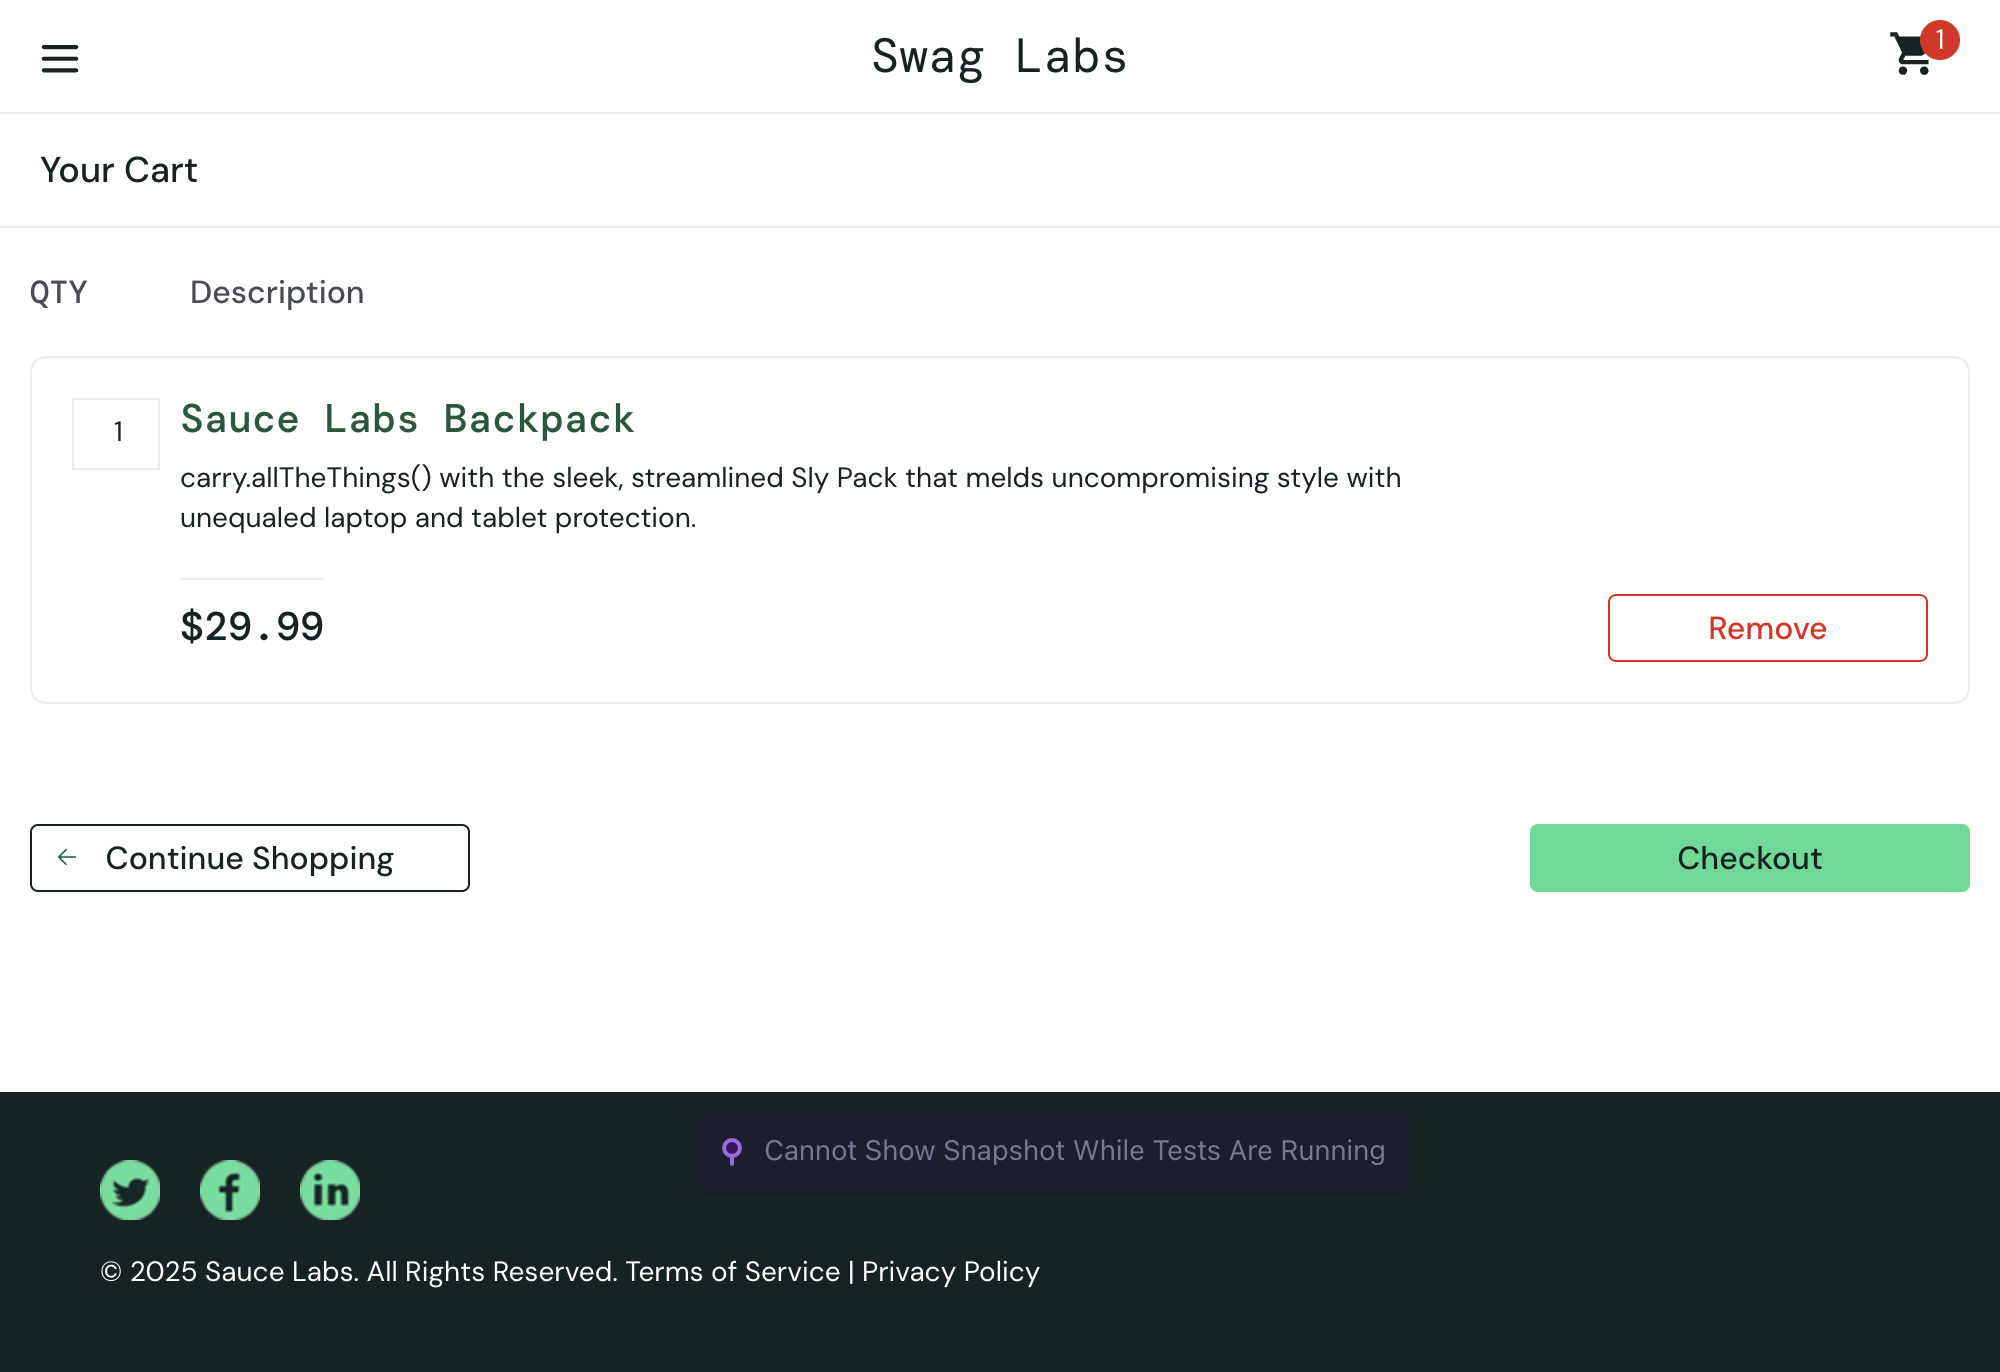 Swag Labs
1
Your Cart
QTY Description
1
Sauce Labs Backpack
carry.allTheThings() with the sleek, streamlined Sly Pack that melds uncompromising style with
unequaled laptop and tablet protection.
$29.99
Remove
Continue Shopping
Checkout
Cannot Show Snapshot While Tests Are Running
© 2025 Sauce Labs. All Rights Reserved. Terms of Service | Privacy Policy